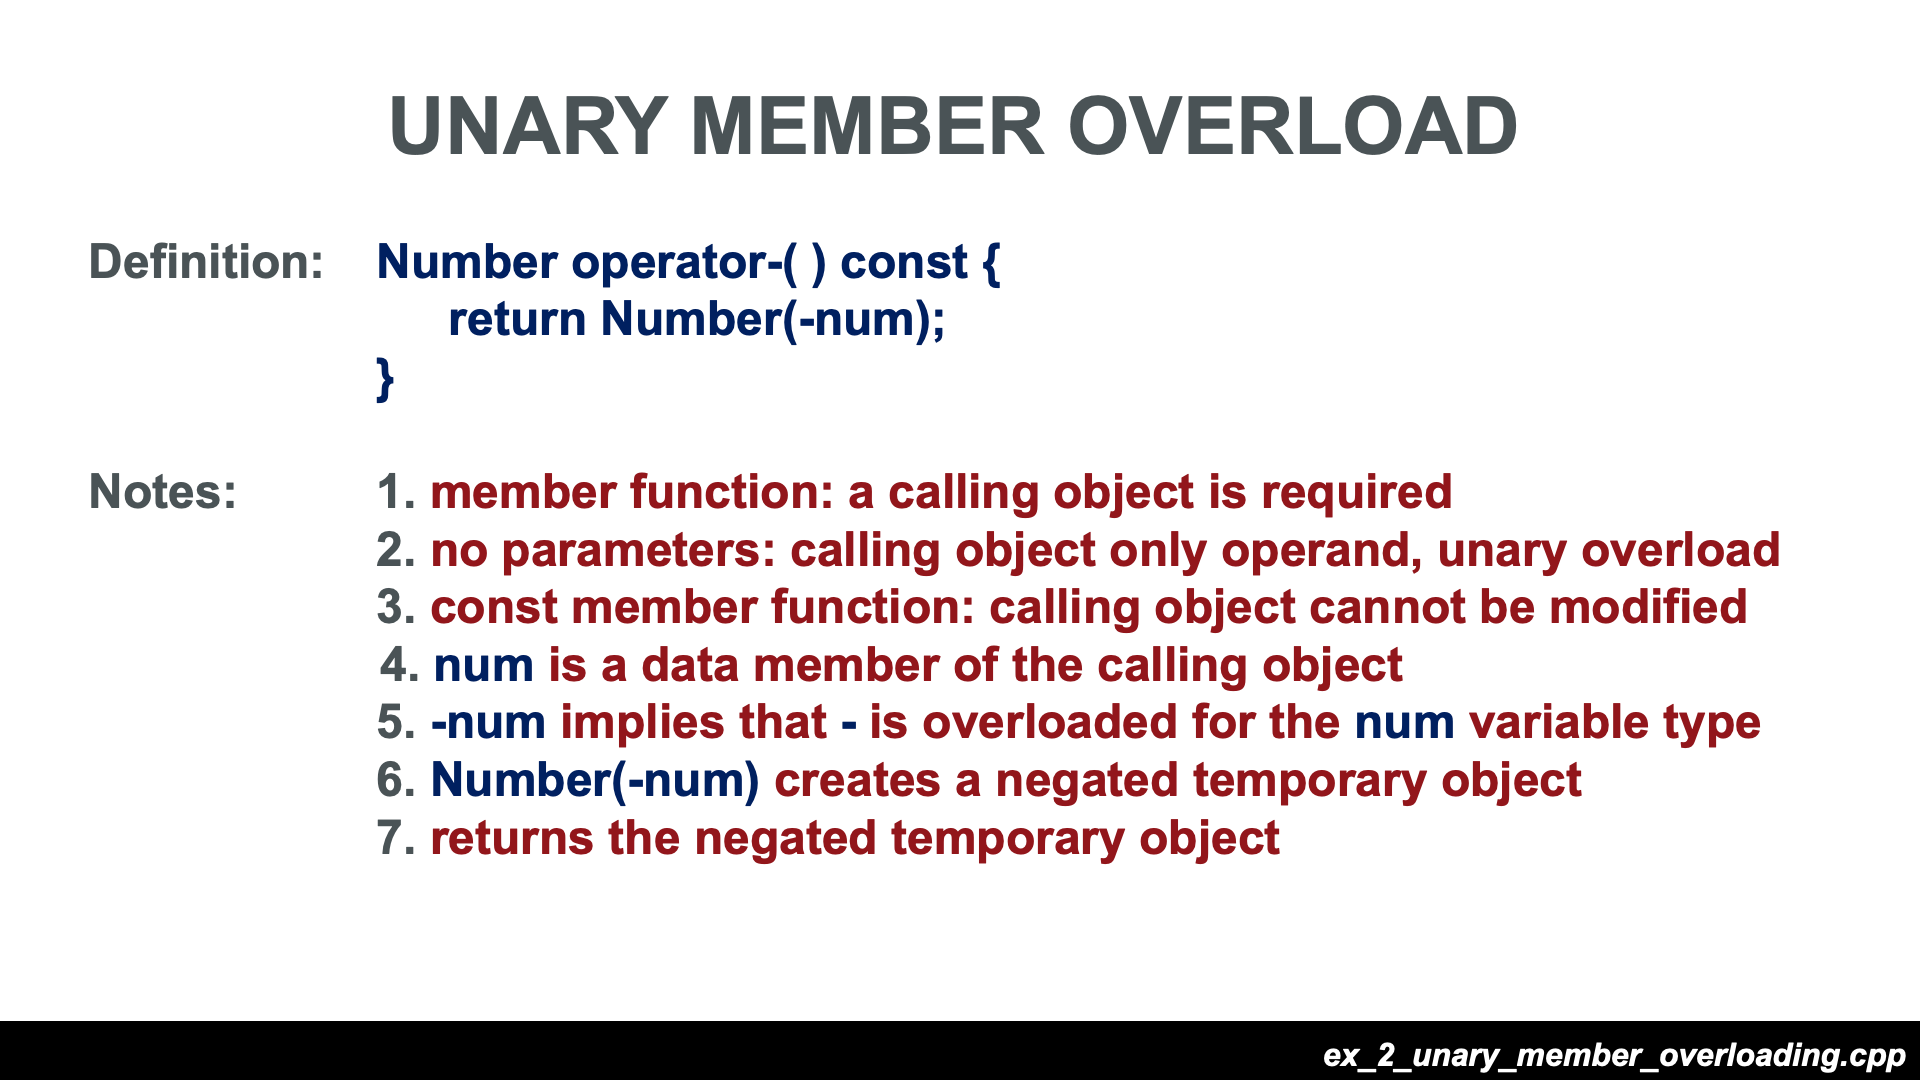 UNARY MEMBER OVERLOAD
Definition: Number operator-( ) const {
return Number(-num);
}
Notes: 1. member function: a calling object is required
2. no parameters: calling object only operand, unary overload
3. const member function: calling object cannot be modified
4. num is a data member of the calling object
5. -num implies that - is overloaded for the num variable type
6. Number(-num) creates a negated temporary object
7. returns the negated temporary object
ex_2_unary_member_overloading.cpp